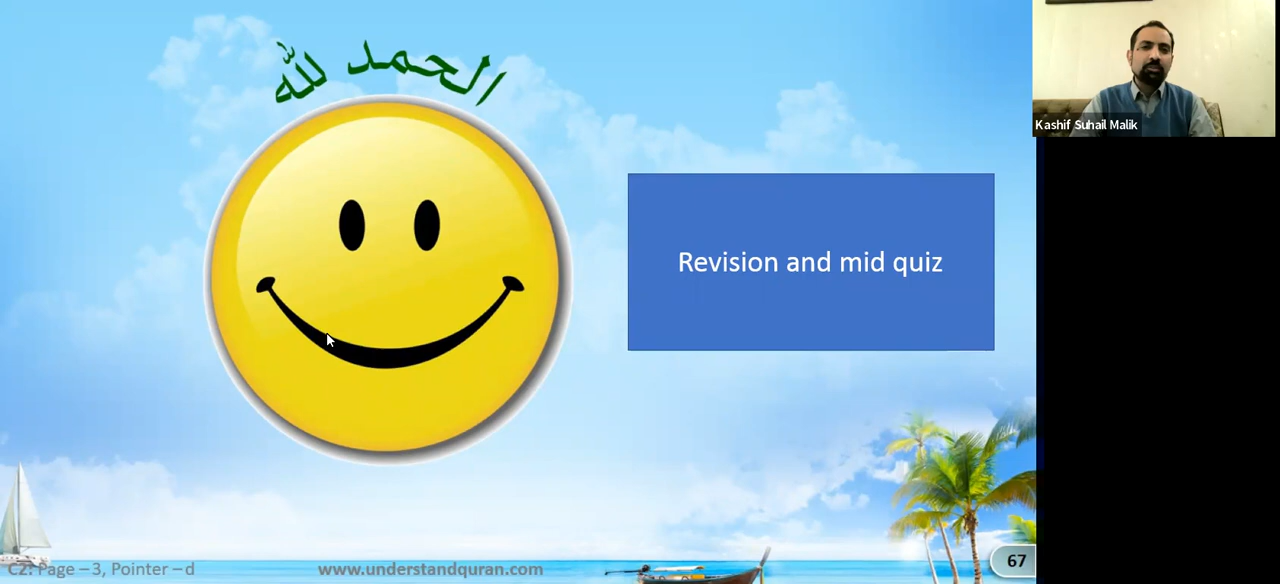 الحمد لله
Revision and mid quiz
Kashif Suhail Malik
C2: Page – 3, Pointer – d
www.understandquran.com
67